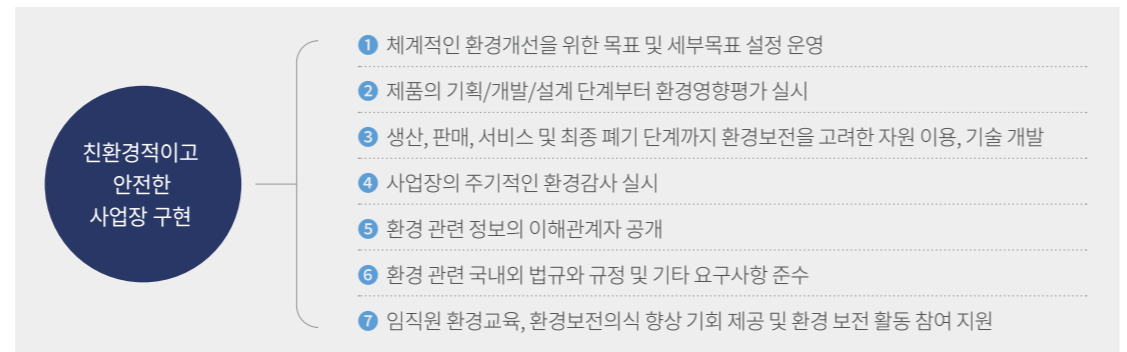 친환경적이고
안전한
사업장 구현
1 체계적인 환경개선을 위한 목표 및 세부목표 설정 운영
2 제품의 기획/개발/설계 단계부터 환경영향평가 실시
3 생산, 판매, 서비스 및 최종 폐기 단계까지 환경보전을 고려한 자원 이용, 기술 개발
4 사업장의 주기적인 환경감사 실시
5 환경 관련 정보의 이해관계자 공개
6 환경 관련 국내외 법규와 규정 및 기타 요구사항 준수
7 임직원 환경교육, 환경보전의식 향상 기회 제공 및 환경 보전 활동 참여 지원